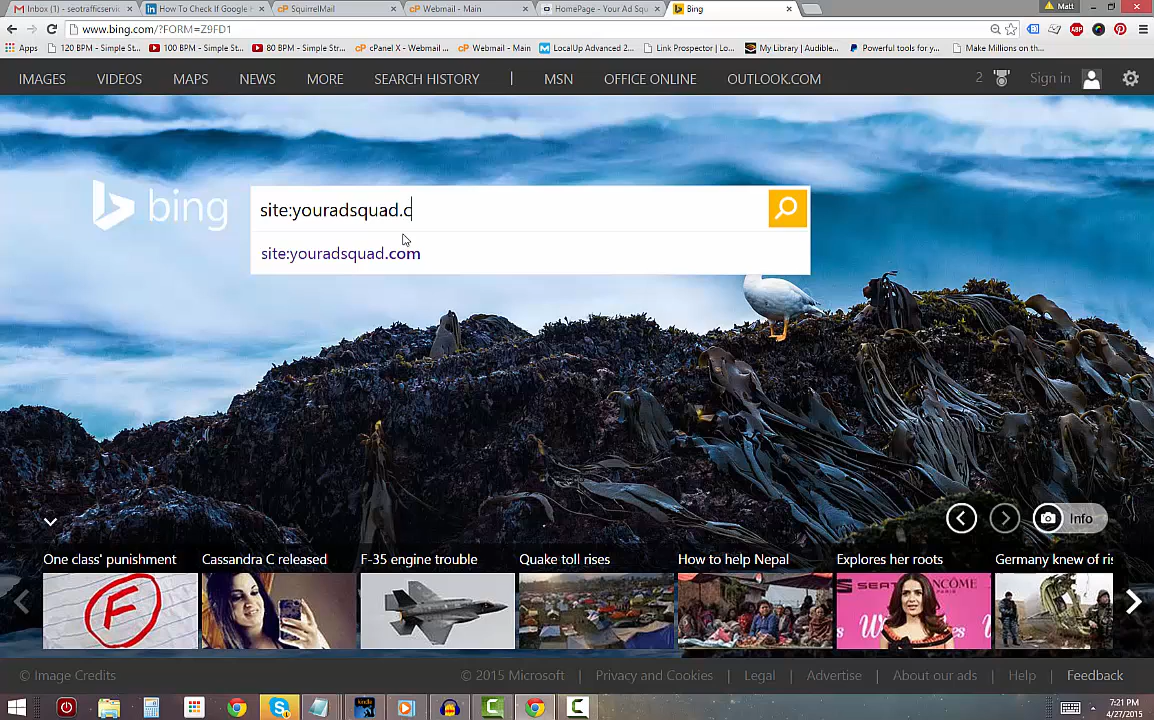 Inbox (1) - seotrafficservic
How To Check If Google H
SquirrelMail
Webmail - Main
HomePage - Your Ad Squ
Bing
Matt
www.bing.com/?FORM=Z9FD1
Apps
120 BPM - Simple St...
100 BPM - Simple St...
80 BPM - Simple Str...
cPanel X - Webmail ...
Webmail - Main
LocalUp Advanced 2...
Link Prospector | Lo...
My Library | Audible...
Powerful tools for y...
Make Millions on th...
IMAGES
VIDEOS
MAPS
NEWS
MORE
SEARCH HISTORY
|
MSN
OFFICE ONLINE
OUTLOOK.COM
2
Sign in
bing
site:youradsquad.c
site:youradsquad.com
Info
One class' punishment
Cassandra C released
F-35 engine trouble
Quake toll rises
How to help Nepal
Explores her roots
Germany knew of ris
F
SEAT
LANCÔME
PARIS
© Image Credits
© 2015 Microsoft
Privacy and Cookies
Legal
Advertise
About our ads
Help
Feedback
7:21 PM
4/27/2015